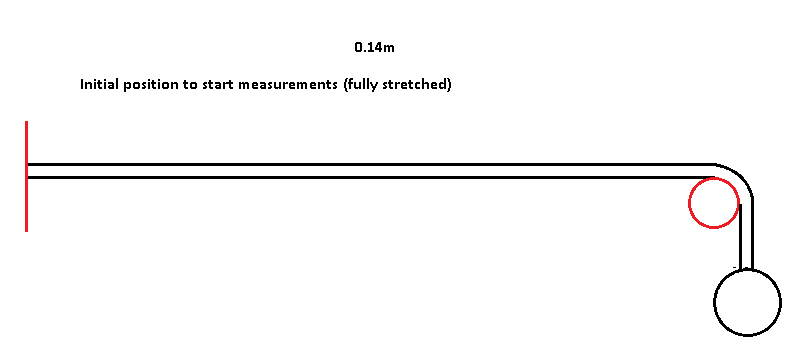 0.14m
Initial position to start measurements (fully stretched)